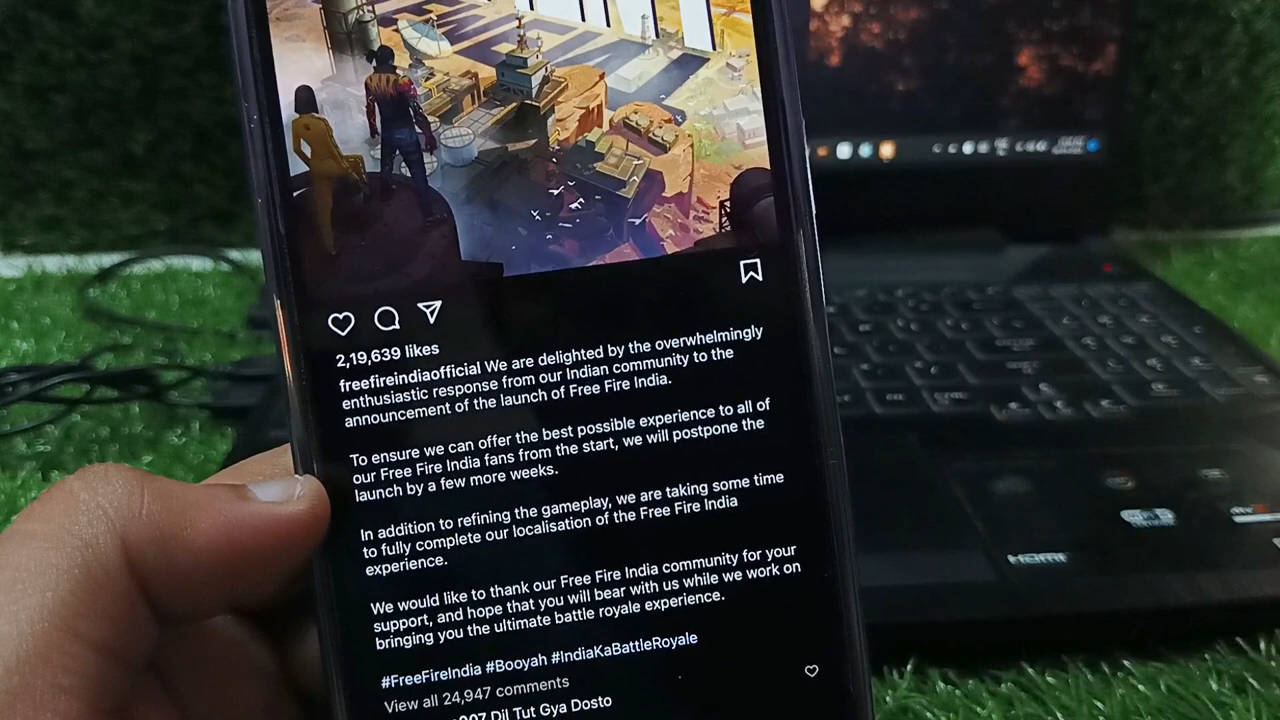 2,19,639 likes
freefireindiaofficial We are delighted by the overwhelmingly
enthusiastic response from our Indian community to the
announcement of the launch of Free Fire India.
To ensure we can offer the best possible experience to all of
our Free Fire India fans from the start, we will postpone the
launch by a few more weeks.
In addition to refining the gameplay, we are taking some time
to fully complete our localisation of the Free Fire India
experience.
We would like to thank our Free Fire India community for your
support, and hope that you will bear with us while we work on
bringing you the ultimate battle royale experience.
#FreeFireIndia #Booyah #IndiaKaBattleRoyale
View all 24,947 comments
007 Dil Tut Gya Dosto
HDMI